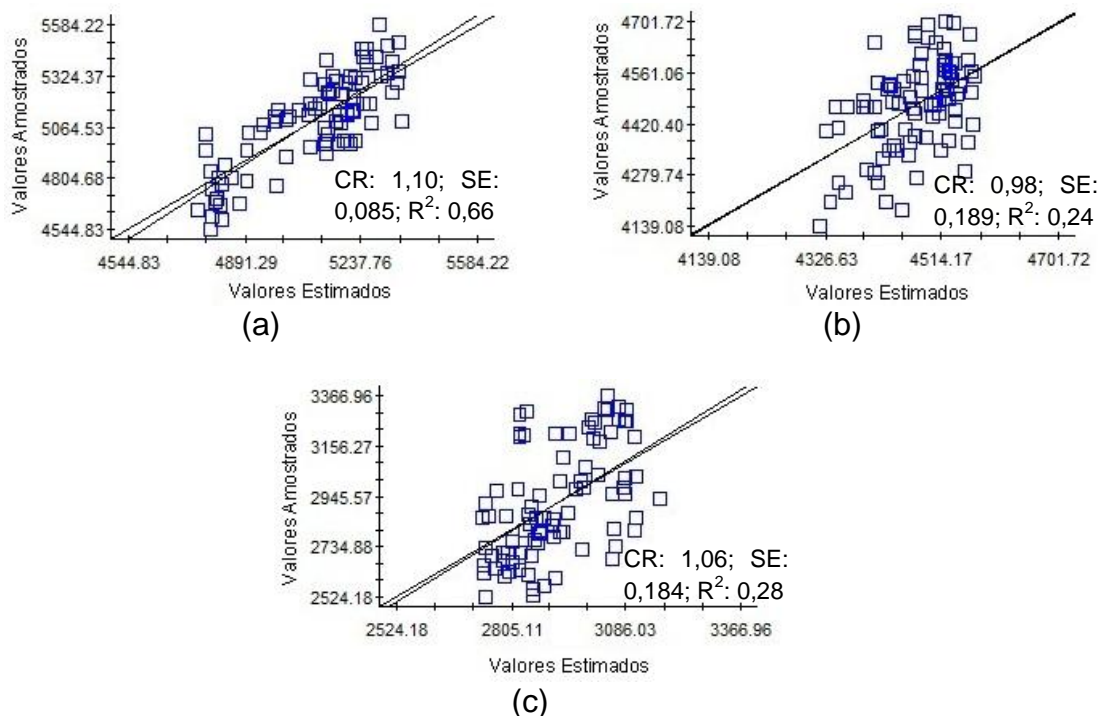 5584.22
5324.37
5064.53
4804.68
4544.83
Valores Amostrados
CR: 1,10; SE:
0,085; R²: 0,66
4544.83 4891.29 5237.76 5584.22
Valores Estimados
(a)
4701.72
4561.06
4420.40
4279.74
4139.08
Valores Amostrados
CR: 0,98; SE:
0,189; R²: 0,24
4139.08 4326.63 4514.17 4701.72
Valores Estimados
(b)
3366.96
3156.27
2945.57
2734.88
2524.18
Valores Amostrados
CR: 1,06; SE:
0,184; R²: 0,28
2524.18 2805.11 3086.03 3366.96
Valores Estimados
(c)